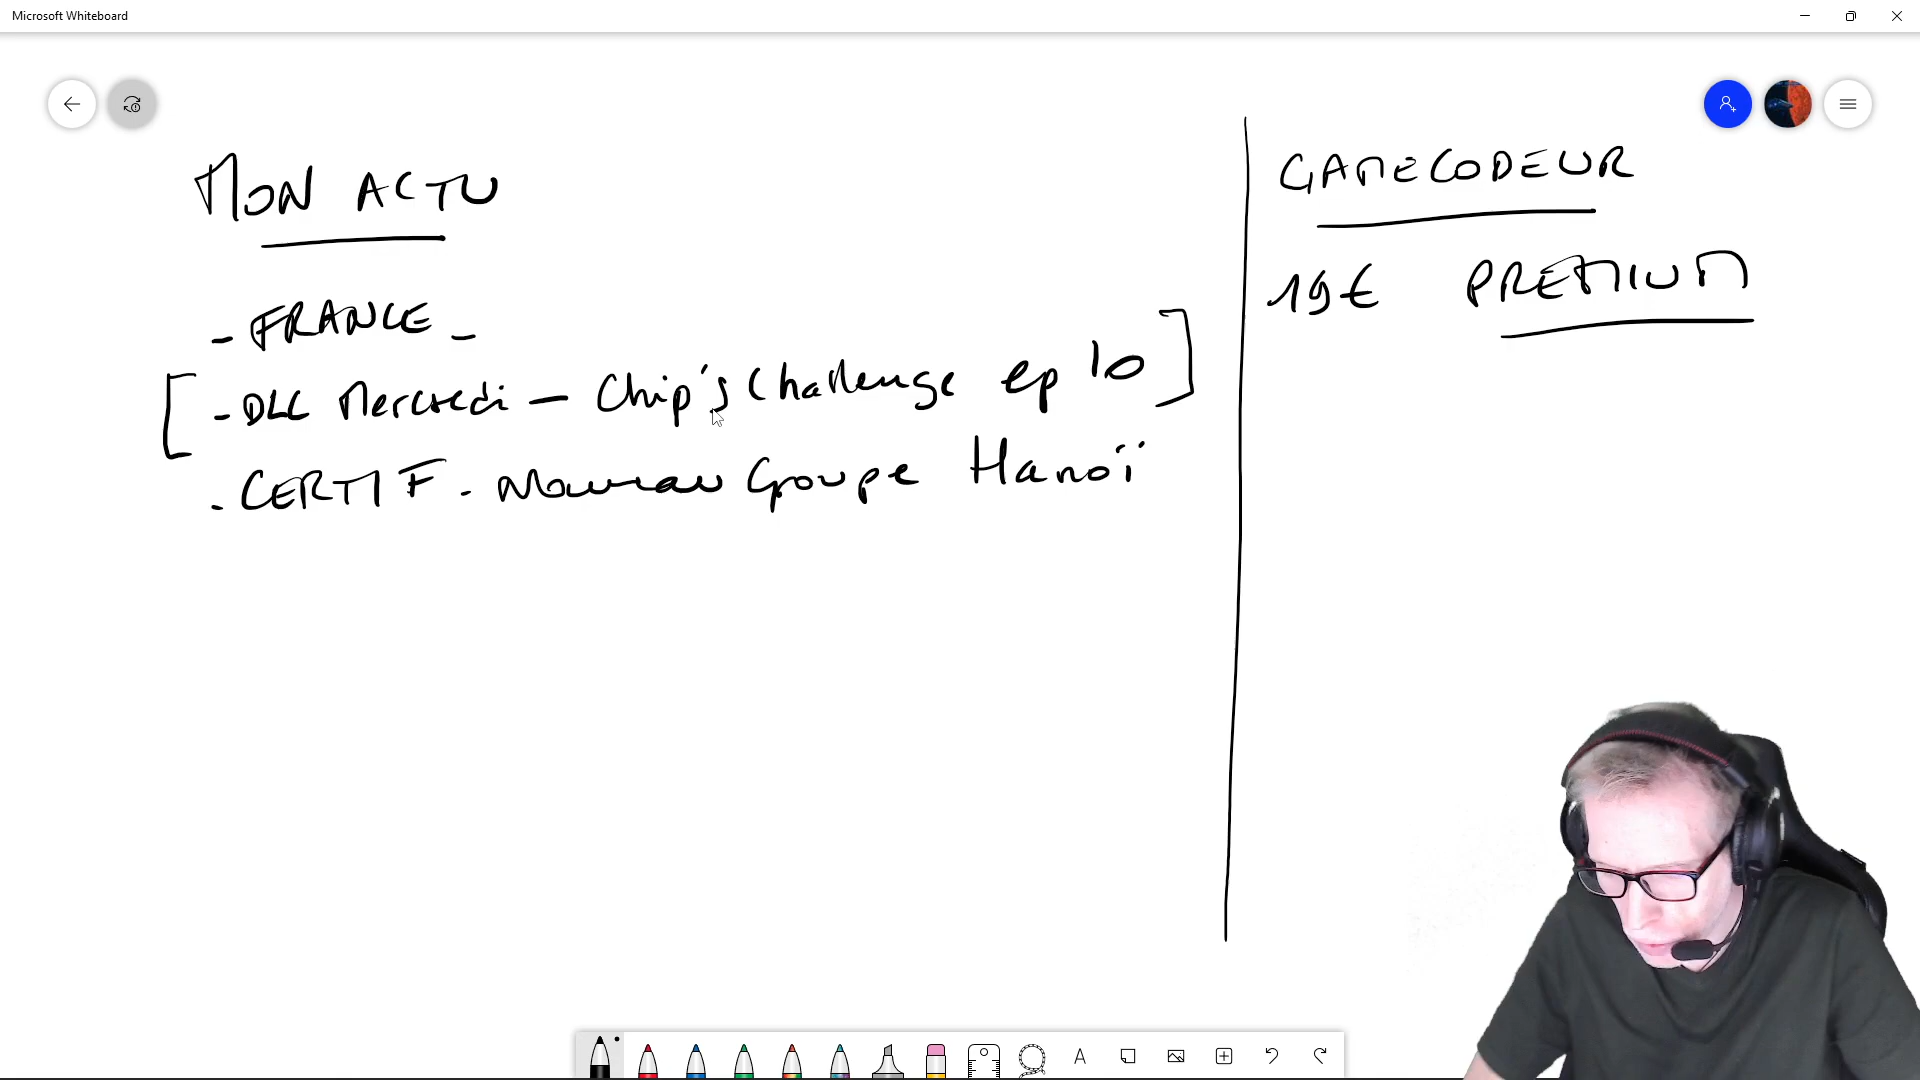 Microsoft Whiteboard
MON ACTU
- FRANCE -
[ - DLC Mercredi - Chip's Challenge ep 10 ]
- CERTIF - Nouveau Groupe Hanoï
GAMECODEUR
19€ PREMIUM
A